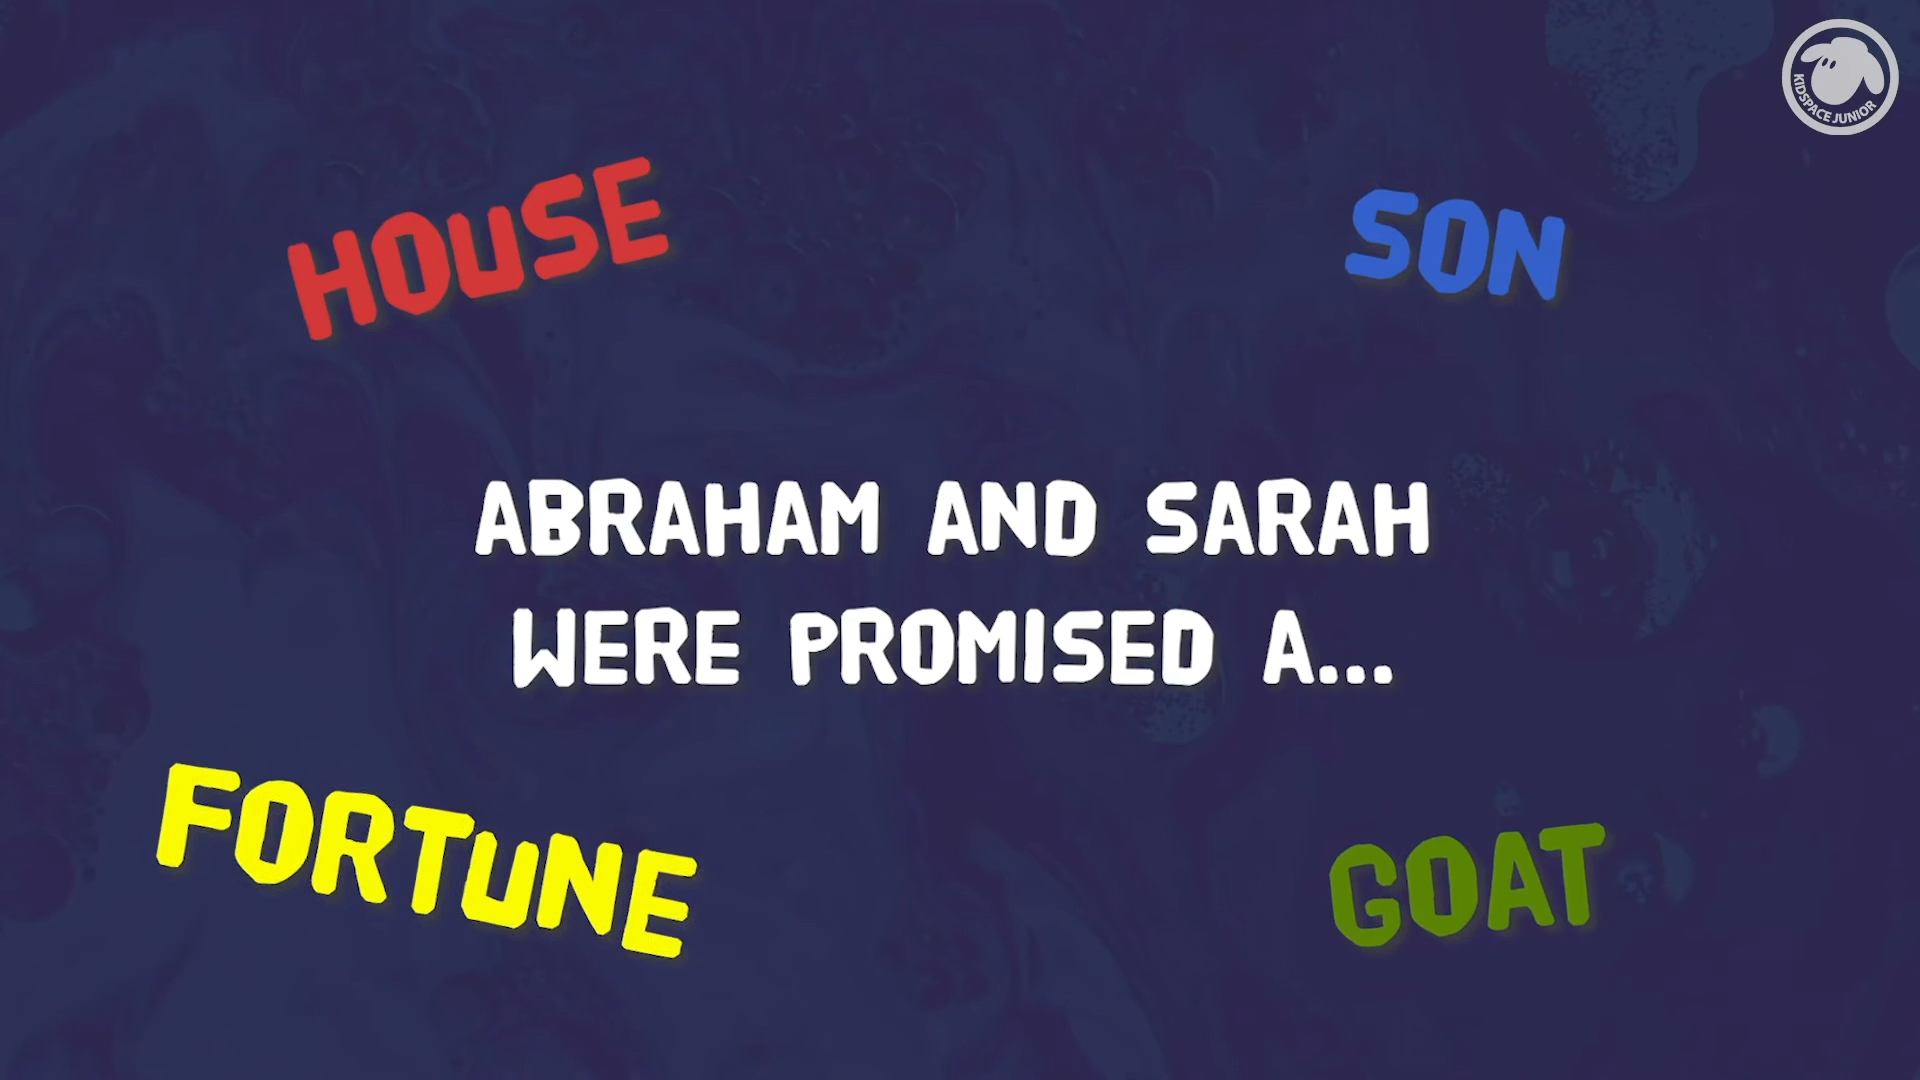 KIDSPACE JUNIOR
HOUSE
SON
ABRAHAM AND SARAH
WERE PROMISED A...
FORTUNE
GOAT